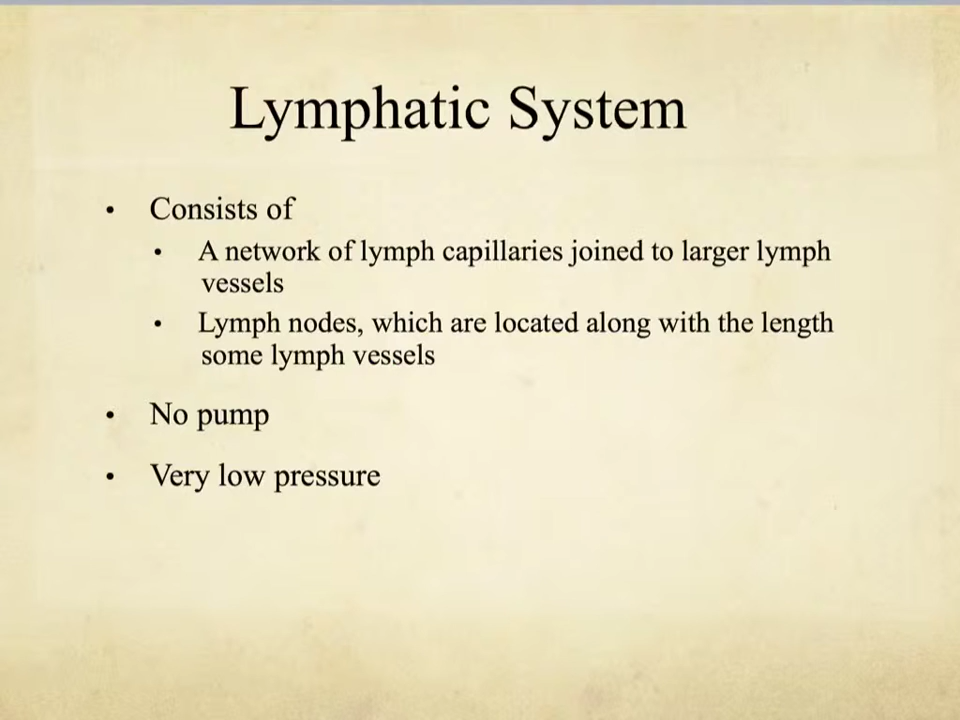 Lymphatic System
• Consists of
• A network of lymph capillaries joined to larger lymph
vessels
• Lymph nodes, which are located along with the length
some lymph vessels
• No pump
• Very low pressure